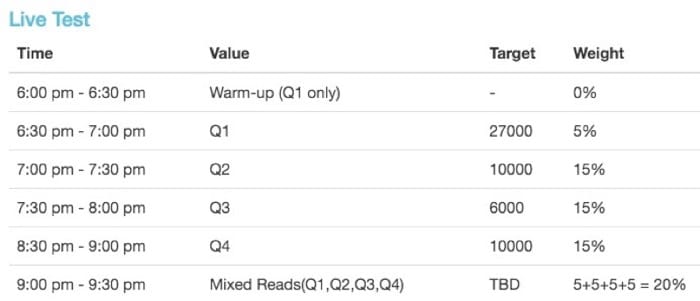 Live Test
Time Value Target Weight
6:00 pm - 6:30 pm Warm-up (Q1 only) - 0%
6:30 pm - 7:00 pm Q1 27000 5%
7:00 pm - 7:30 pm Q2 10000 15%
7:30 pm - 8:00 pm Q3 6000 15%
8:30 pm - 9:00 pm Q4 10000 15%
9:00 pm - 9:30 pm Mixed Reads(Q1,Q2,Q3,Q4) TBD 5+5+5+5 = 20%